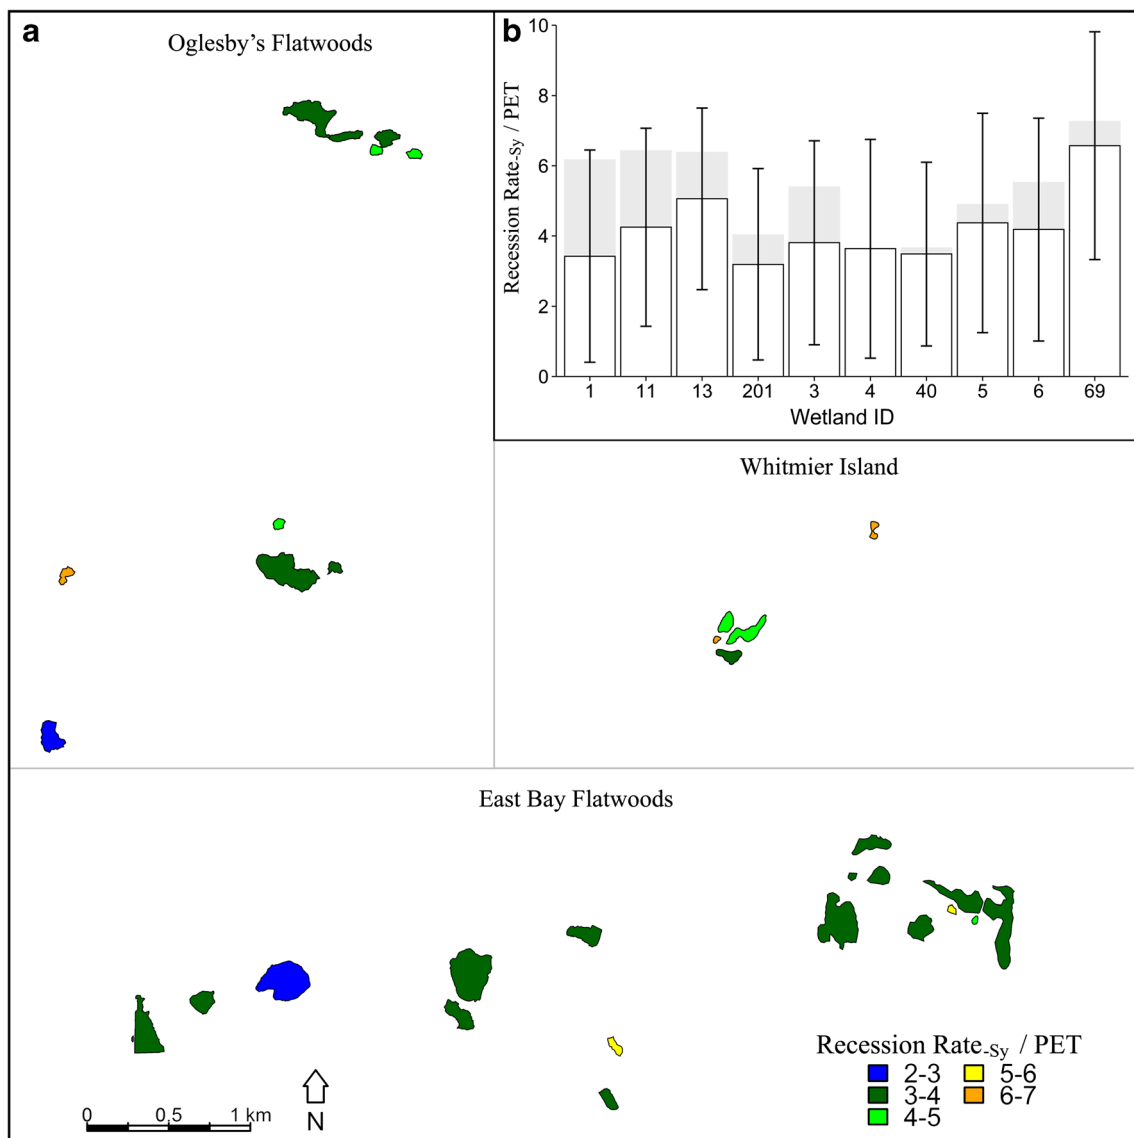 a
Oglesby’s Flatwoods
b
Recession Rate-Sy / PET
10
8
6
4
2
0
1 11 13 201 3 4 40 5 6 69
Wetland ID
Whitmier Island
East Bay Flatwoods
Recession Rate-Sy / PET
2-3 5-6
3-4 6-7
4-5
0 0.5 1 km
N